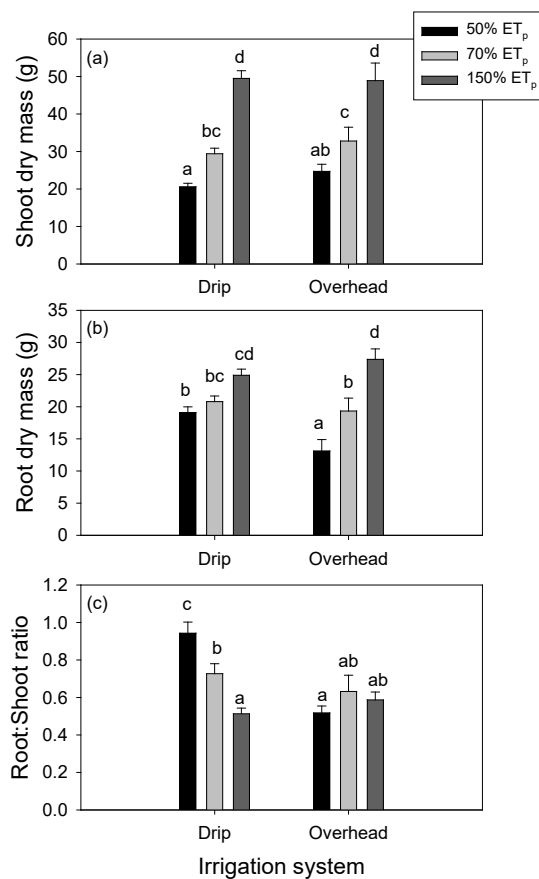 50% ETp
70% ETp
150% ETp
(a)
Shoot dry mass (g)
60
50
40
30
20
10
0
a
bc
d
ab
c
d
Drip
Overhead
(b)
Root dry mass (g)
35
30
25
20
15
10
5
0
b
bc
cd
a
b
d
Drip
Overhead
(c)
Root:Shoot ratio
1.2
1.0
0.8
0.6
0.4
0.2
0.0
c
b
a
a
ab
ab
Drip
Overhead
Irrigation system